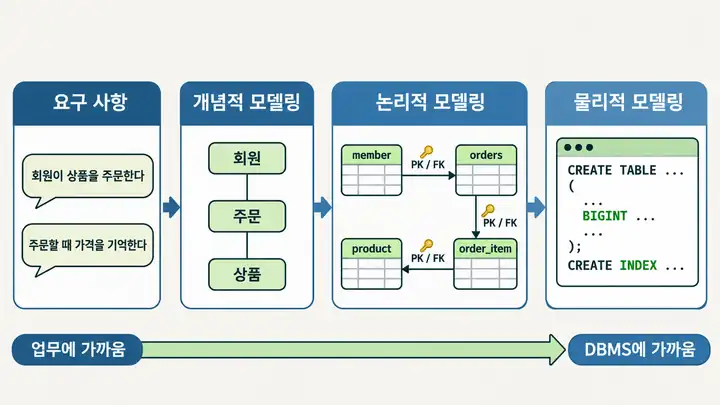 요구 사항
회원이 상품을 주문한다
주문할 때 가격을 기억한다
개념적 모델링
회원
주문
상품
논리적 모델링
member
PK / FK
orders
PK / FK
product
PK / FK
order_item
물리적 모델링
CREATE TABLE ...
(
...
BIGINT ...
...
);
CREATE INDEX ...
업무에 가까움
DBMS에 가까움